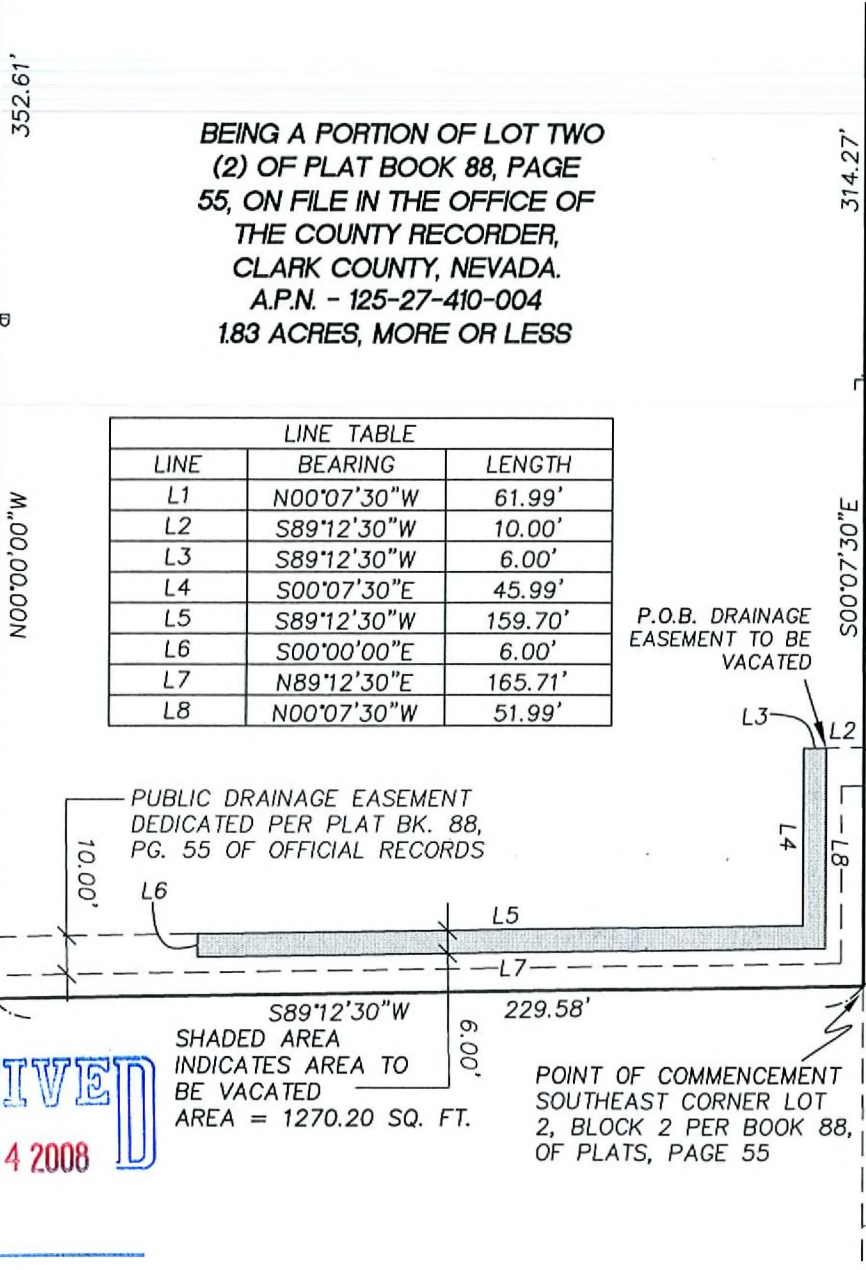 352.61'
BEING A PORTION OF LOT TWO
(2) OF PLAT BOOK 88, PAGE
55, ON FILE IN THE OFFICE OF
THE COUNTY RECORDER,
CLARK COUNTY, NEVADA.
A.P.N. - 125-27-410-004
1.83 ACRES, MORE OR LESS
314.27'
N00°00'00"W
LINE TABLE
LINE BEARING LENGTH
L1 N00°07'30"W 61.99'
L2 S89°12'30"W 10.00'
L3 S89°12'30"W 6.00'
L4 S00°07'30"E 45.99'
L5 S89°12'30"W 159.70'
L6 S00°00'00"E 6.00'
L7 N89°12'30"E 165.71'
L8 N00°07'30"W 51.99'
S00°07'30"E
P.O.B. DRAINAGE
EASEMENT TO BE
VACATED
L3
L2
PUBLIC DRAINAGE EASEMENT
DEDICATED PER PLAT BK. 88,
PG. 55 OF OFFICIAL RECORDS
10.00'
L4
L8
L6
L5
L7
S89°12'30"W 229.58'
SHADED AREA
INDICATES AREA TO
BE VACATED
AREA = 1270.20 SQ. FT.
6.00'
POINT OF COMMENCEMENT
SOUTHEAST CORNER LOT
2, BLOCK 2 PER BOOK 88,
OF PLATS, PAGE 55
IVED
4 2008